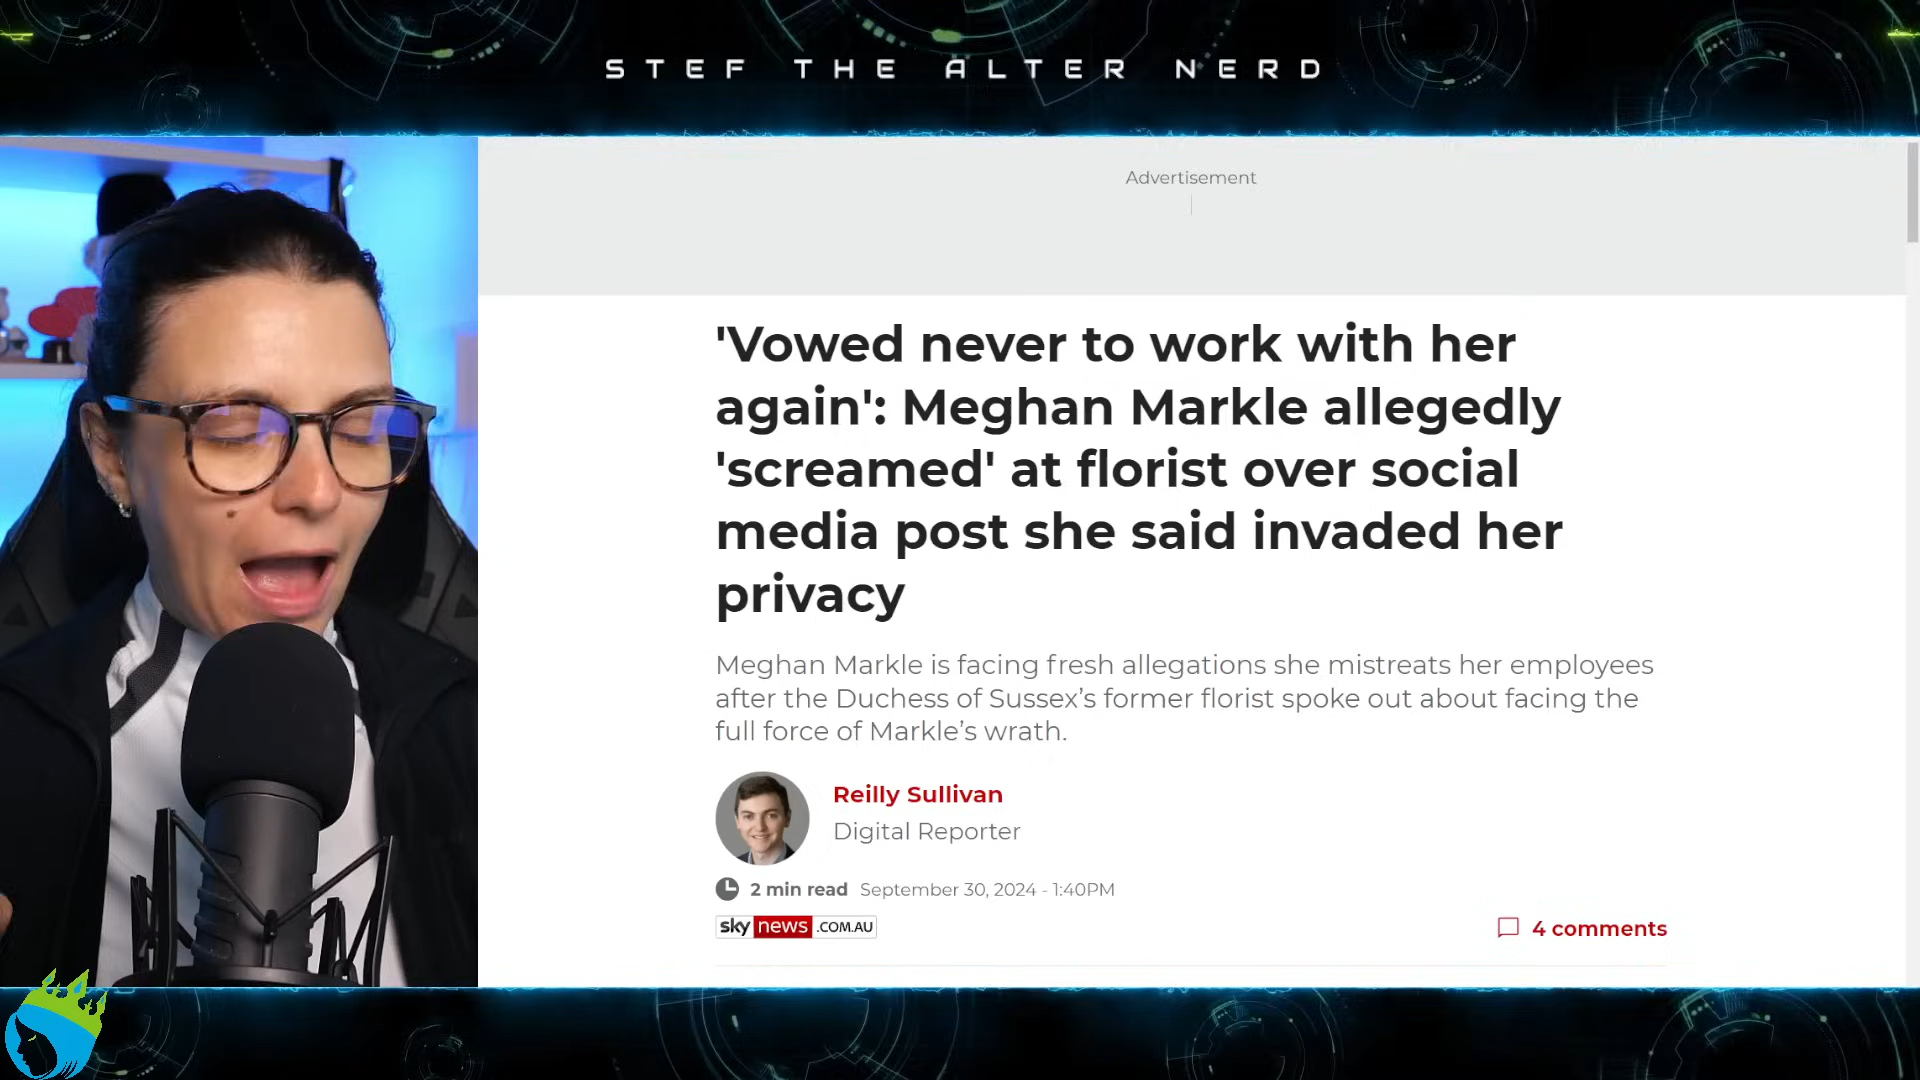 STEF THE ALTER NERD
Advertisement
'Vowed never to work with her
again': Meghan Markle allegedly
'screamed' at florist over social
media post she said invaded her
privacy
Meghan Markle is facing fresh allegations she mistreats her employees
after the Duchess of Sussex’s former florist spoke out about facing the
full force of Markle’s wrath.
Reilly Sullivan
Digital Reporter
2 min read September 30, 2024 - 1:40PM
sky news .COM.AU
4 comments